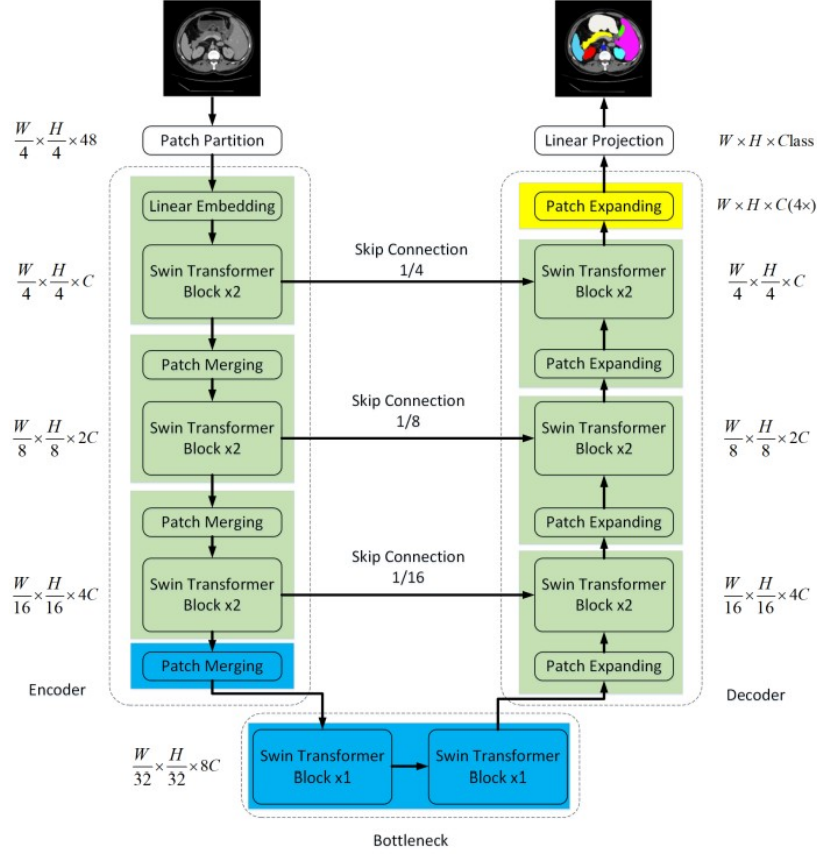 W/4 × H/4 × 48
Patch Partition
Linear Projection
W × H × Class
Linear Embedding
Patch Expanding
W × H × C(4×)
W/4 × H/4 × C
Swin Transformer
Block x2
Skip Connection
1/4
Swin Transformer
Block x2
W/4 × H/4 × C
Patch Merging
Patch Expanding
W/8 × H/8 × 2C
Swin Transformer
Block x2
Skip Connection
1/8
Swin Transformer
Block x2
W/8 × H/8 × 2C
Patch Merging
Patch Expanding
W/16 × H/16 × 4C
Swin Transformer
Block x2
Skip Connection
1/16
Swin Transformer
Block x2
W/16 × H/16 × 4C
Patch Merging
Patch Expanding
Encoder
Decoder
W/32 × H/32 × 8C
Swin Transformer
Block x1
Swin Transformer
Block x1
Bottleneck